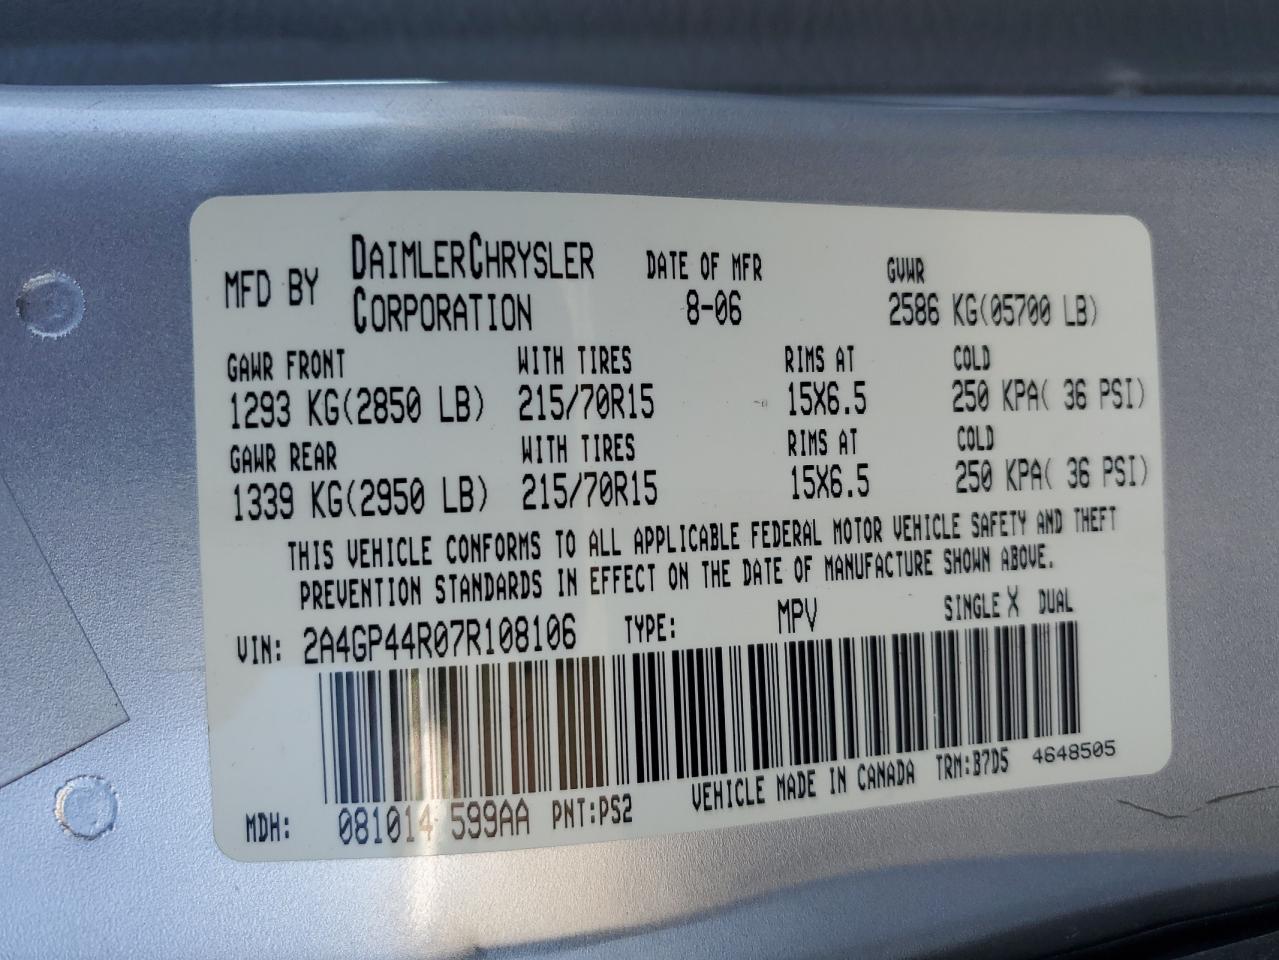 MFD BY DAIMLERCHRYSLER CORPORATION DATE OF MFR 8-06 GVWR 2586 KG(05700 LB)
GAWR FRONT WITH TIRES RIMS AT COLD
1293 KG(2850 LB) 215/70R15 15X6.5 250 KPA( 36 PSI)
GAWR REAR WITH TIRES RIMS AT COLD
1339 KG(2950 LB) 215/70R15 15X6.5 250 KPA( 36 PSI)
THIS VEHICLE CONFORMS TO ALL APPLICABLE FEDERAL MOTOR VEHICLE SAFETY AND THEFT
PREVENTION STANDARDS IN EFFECT ON THE DATE OF MANUFACTURE SHOWN ABOVE.
VIN: 2A4GP44R07R108106 TYPE: MPV SINGLE X DUAL
MDH: 081014 599AA PNT:PS2 VEHICLE MADE IN CANADA TRM:B7D5 4648505